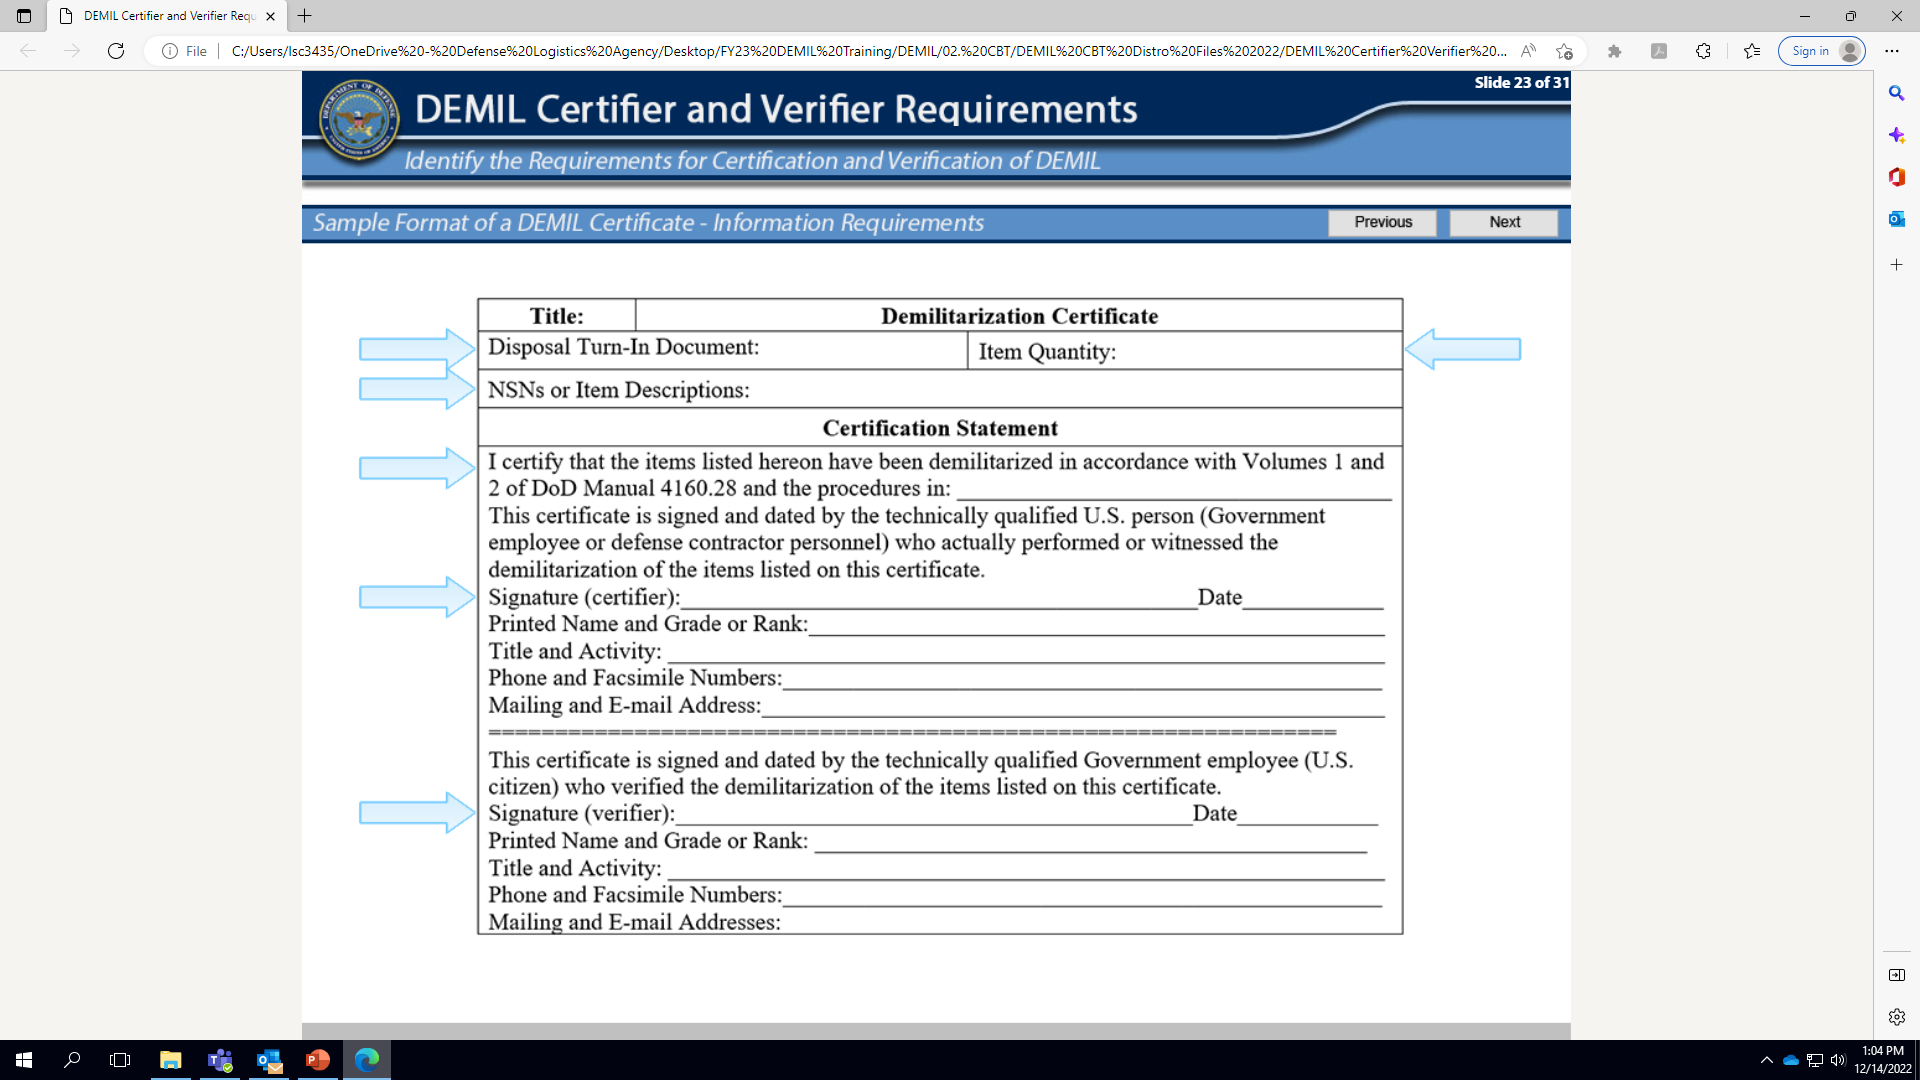 DEMIL Certifier and Verifier Requ
File
C:/Users/lsc3435/OneDrive%20-%20Defense%20Logistics%20Agency/Desktop/FY23%20DEMIL%20Training/DEMIL/02.%20CBT/DEMIL%20CBT%20Distro%20Files%202022/DEMIL%20Certifier%20Verifier%20...
Sign in
Slide 23 of 31
DEMIL Certifier and Verifier Requirements
Identify the Requirements for Certification and Verification of DEMIL
Sample Format of a DEMIL Certificate - Information Requirements
Previous
Next
Title:
Demilitarization Certificate
Disposal Turn-In Document:
Item Quantity:
NSNs or Item Descriptions:
Certification Statement
I certify that the items listed hereon have been demilitarized in accordance with Volumes 1 and
2 of DoD Manual 4160.28 and the procedures in:
This certificate is signed and dated by the technically qualified U.S. person (Government
employee or defense contractor personnel) who actually performed or witnessed the
demilitarization of the items listed on this certificate.
Signature (certifier): Date
Printed Name and Grade or Rank:
Title and Activity:
Phone and Facsimile Numbers:
Mailing and E-mail Address:
This certificate is signed and dated by the technically qualified Government employee (U.S.
citizen) who verified the demilitarization of the items listed on this certificate.
Signature (verifier): Date
Printed Name and Grade or Rank:
Title and Activity:
Phone and Facsimile Numbers:
Mailing and E-mail Addresses:
1:04 PM
12/14/2022